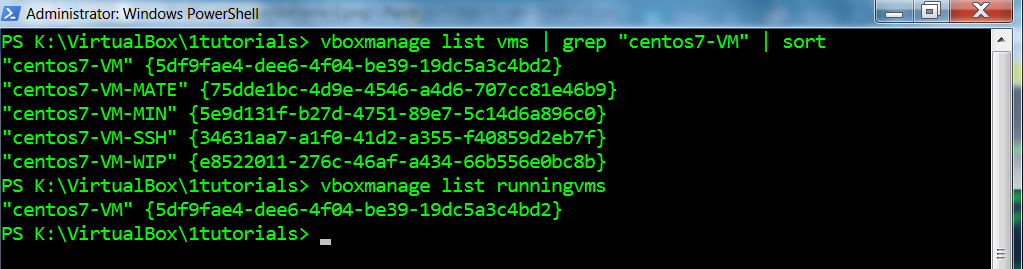 Administrator: Windows PowerShell
PS K:\VirtualBox\1tutorials> vboxmanage list vms | grep "centos7-VM" | sort
"centos7-VM" {5df9fae4-dee6-4f04-be39-19dc5a3c4bd2}
"centos7-VM-MATE" {75dde1bc-4d9e-4546-a4d6-707cc81e46b9}
"centos7-VM-MIN" {5e9d131f-b27d-4751-89e7-5c14d6a896c0}
"centos7-VM-SSH" {34631aa7-a1f0-41d2-a355-f40859d2eb7f}
"centos7-VM-WIP" {e8522011-276c-46af-a434-66b556e0bc8b}
PS K:\VirtualBox\1tutorials> vboxmanage list runningvms
"centos7-VM" {5df9fae4-dee6-4f04-be39-19dc5a3c4bd2}
PS K:\VirtualBox\1tutorials>